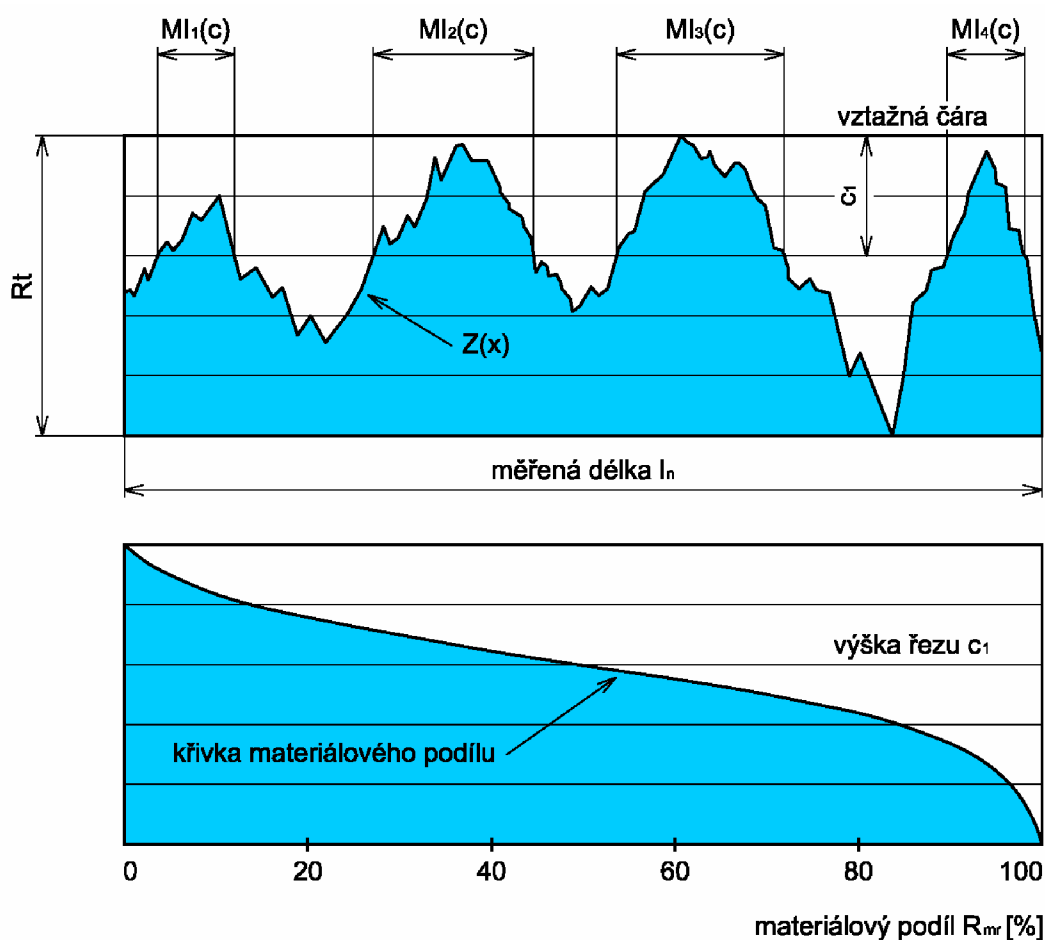 Ml₁(c) Ml₂(c) Ml₃(c) Ml₄(c)
vztažná čára
c₁
Rt
Z(x)
měřená délka lₙ
výška řezu c₁
křivka materiálového podílu
0 20 40 60 80 100
materiálový podíl Rₘᵣ [%]